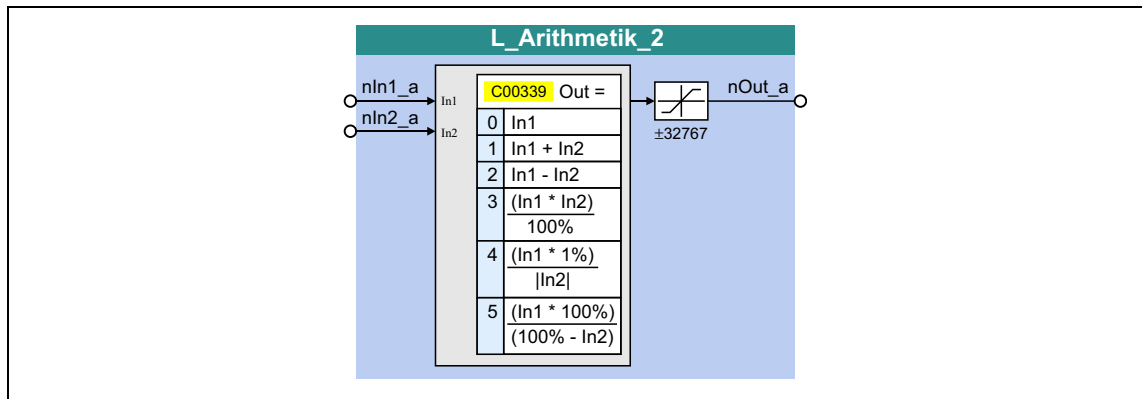 L_Arithmetik_2
nIn1_a
nIn2_a
In1
In2
C00339 Out =
0 In1
1 In1 + In2
2 In1 - In2
3 (In1 * In2)
100%
4 (In1 * 1%)
|In2|
5 (In1 * 100%)
(100% - In2)
±32767
nOut_a